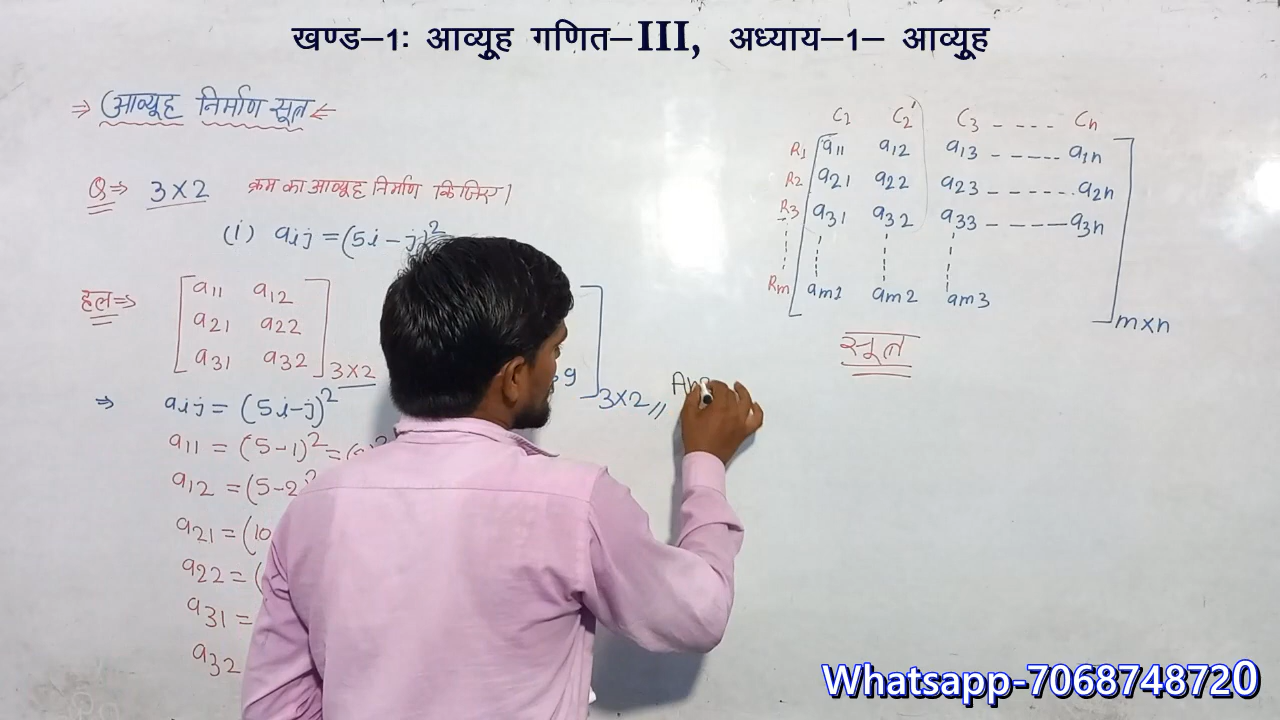 खण्ड–1: आव्यूह गणित–III, अध्याय–1– आव्यूह
⇒ (आव्यूह निर्माण सूत्र ⇐
Q ⇒ 3×2 क्रम का आव्यूह निर्माण किजिए।
(i) aij = (5i – j)²
हल ⇒ [ a11 a12
a21 a22
a31 a32 ] 3×2
9 ] 3×2 // Ans
⇒ aij = (5i–j)²
a11 = (5–1)² =
a12 = (5–2)²
a21 = (10
a22 = (
a31 =
a32
C1 C2 C3 - - - - Cn
R1 a11 a12 a13 - - - - - a1n
R2 a21 a22 a23 - - - - - - a2n
R3 a31 a32 a33 - - - - - a3n
Rm am1 am2 am3
m×n
सूत्र
Whatsapp-7068748720